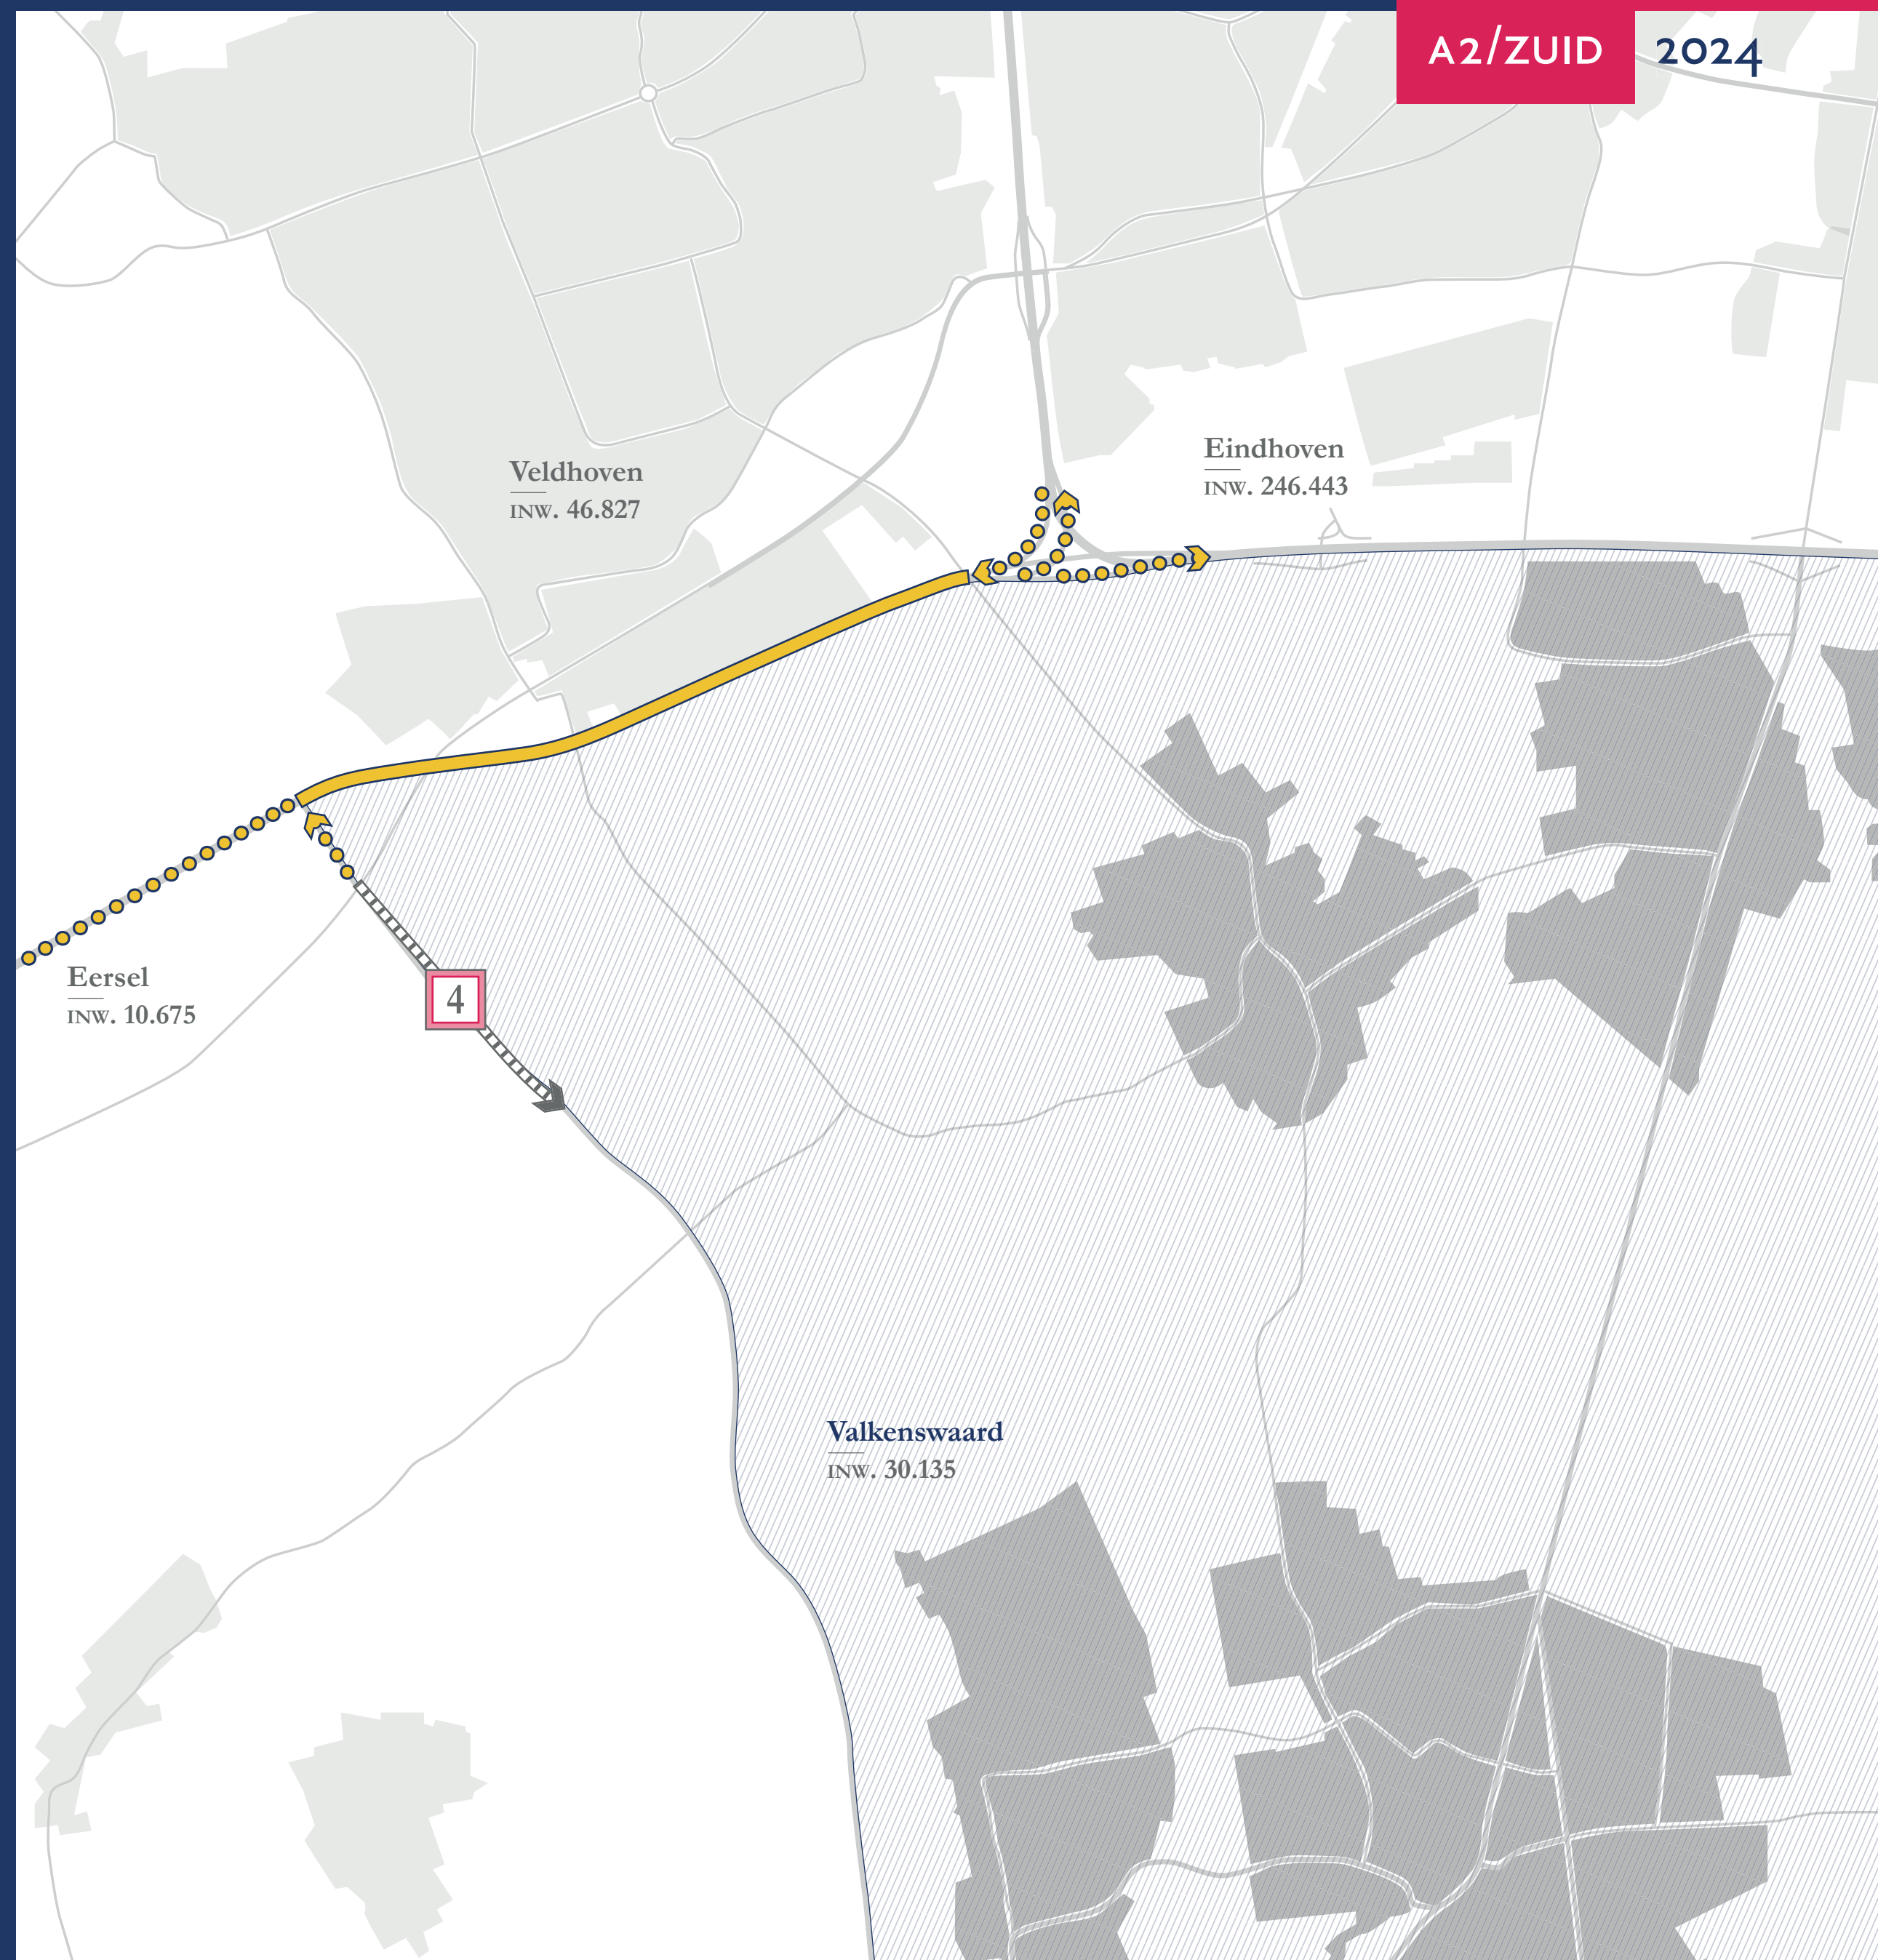 A2/ZUID 2024
Eindhoven
INW. 246.443
Veldhoven
INW. 46.827
Eersel
INW. 10.675
4
Valkenswaard
INW. 30.135